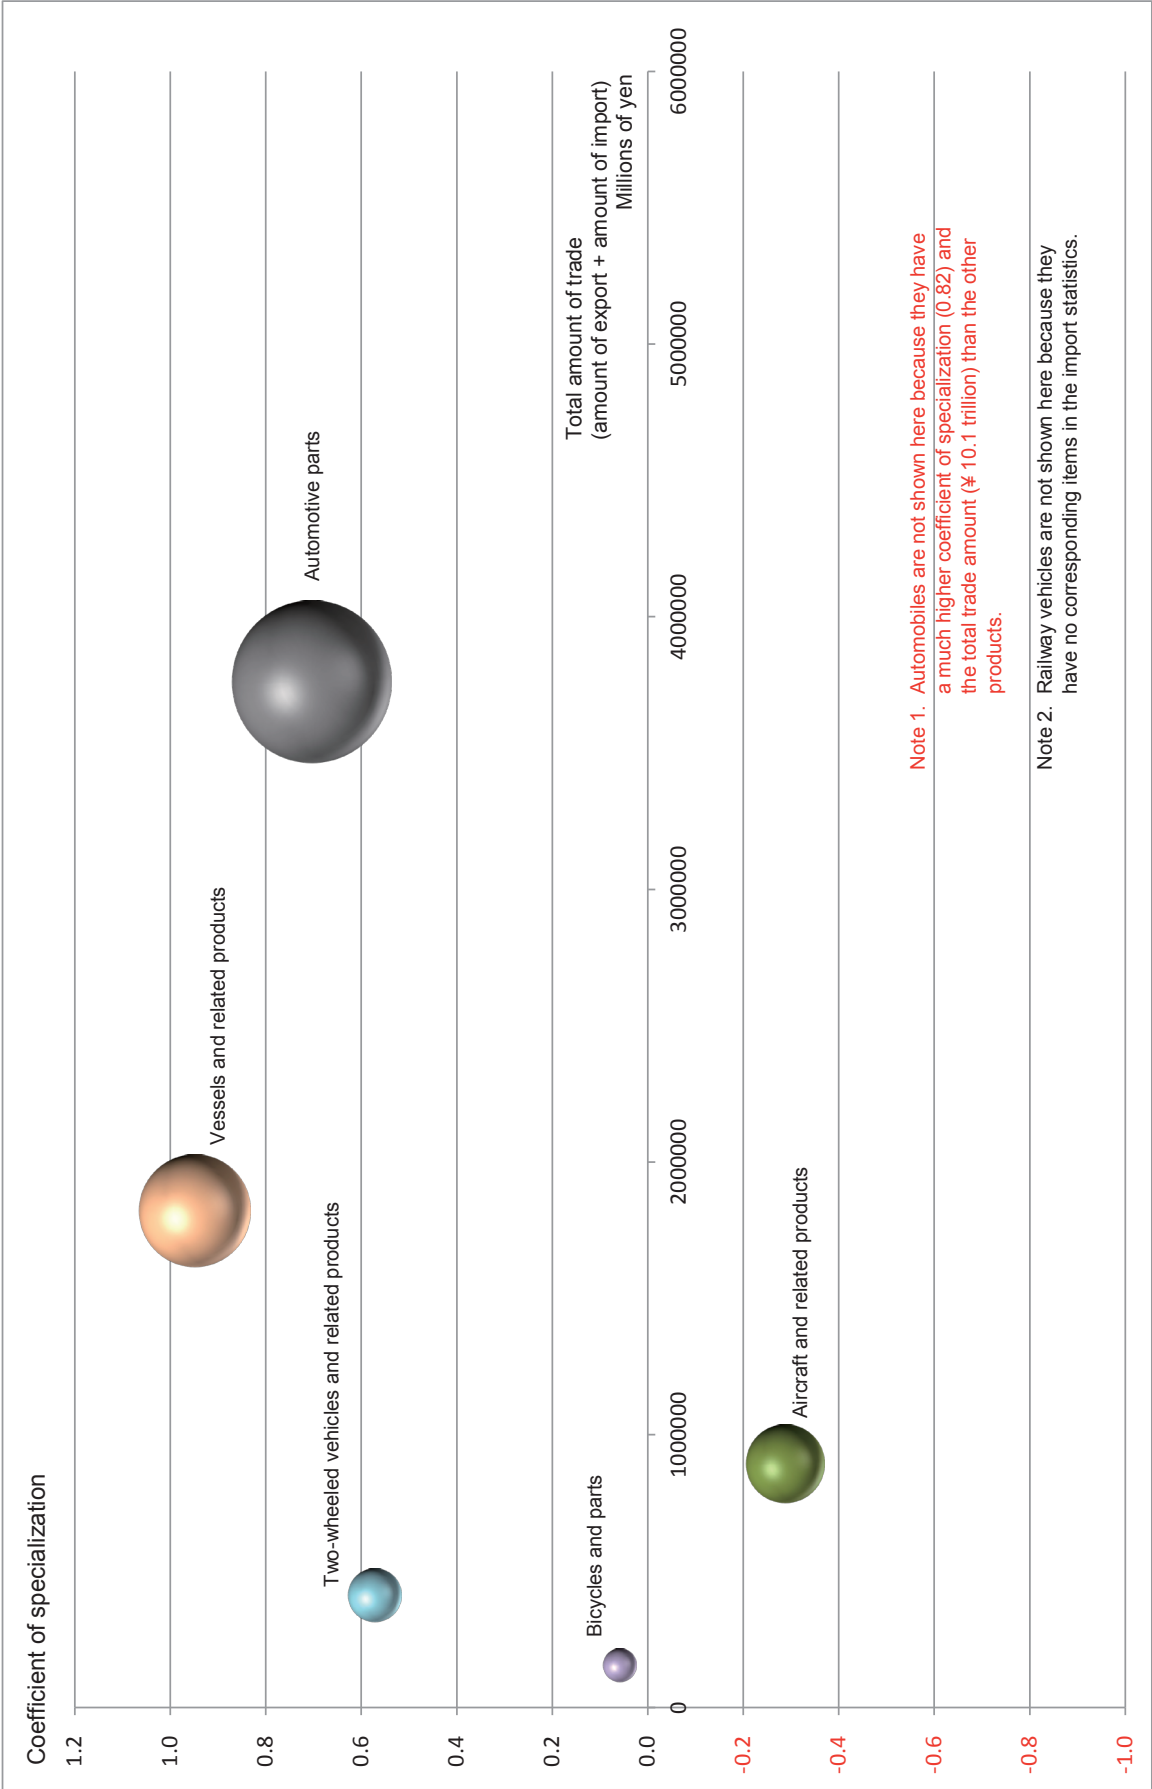 Coefficient of specialization
1.2
1.0
0.8
0.6
0.4
0.2
0.0
-0.2
-0.4
-0.6
-0.8
-1.0
Vessels and related products
Automotive parts
Two-wheeled vehicles and related products
Bicycles and parts
Total amount of trade
(amount of export + amount of import)
Millions of yen
0
1000000
2000000
3000000
4000000
5000000
6000000
Aircraft and related products
Note 1. Automobiles are not shown here because they have
a much higher coefficient of specialization (0.82) and
the total trade amount (¥ 10.1 trillion) than the other
products.
Note 2. Railway vehicles are not shown here because they
have no corresponding items in the import statistics.